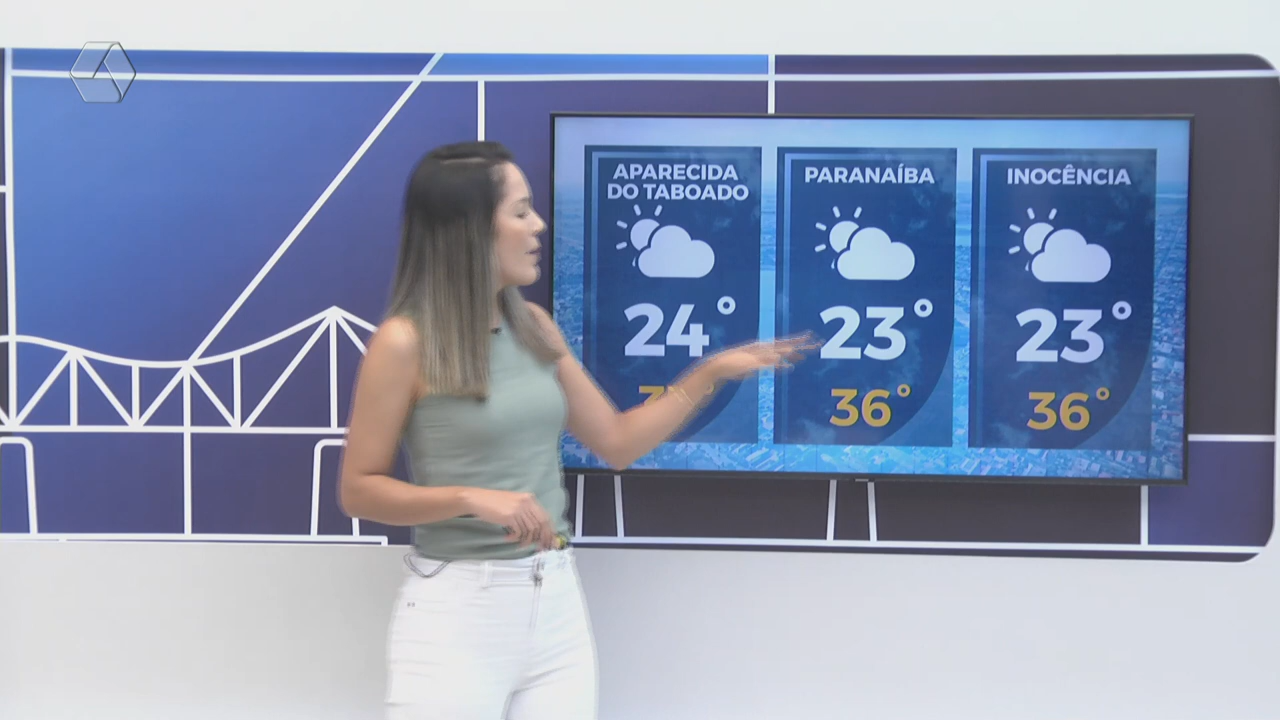 APARECIDA
DO TABOADO
24°
PARANAÍBA
23°
36°
INOCÊNCIA
23°
36°